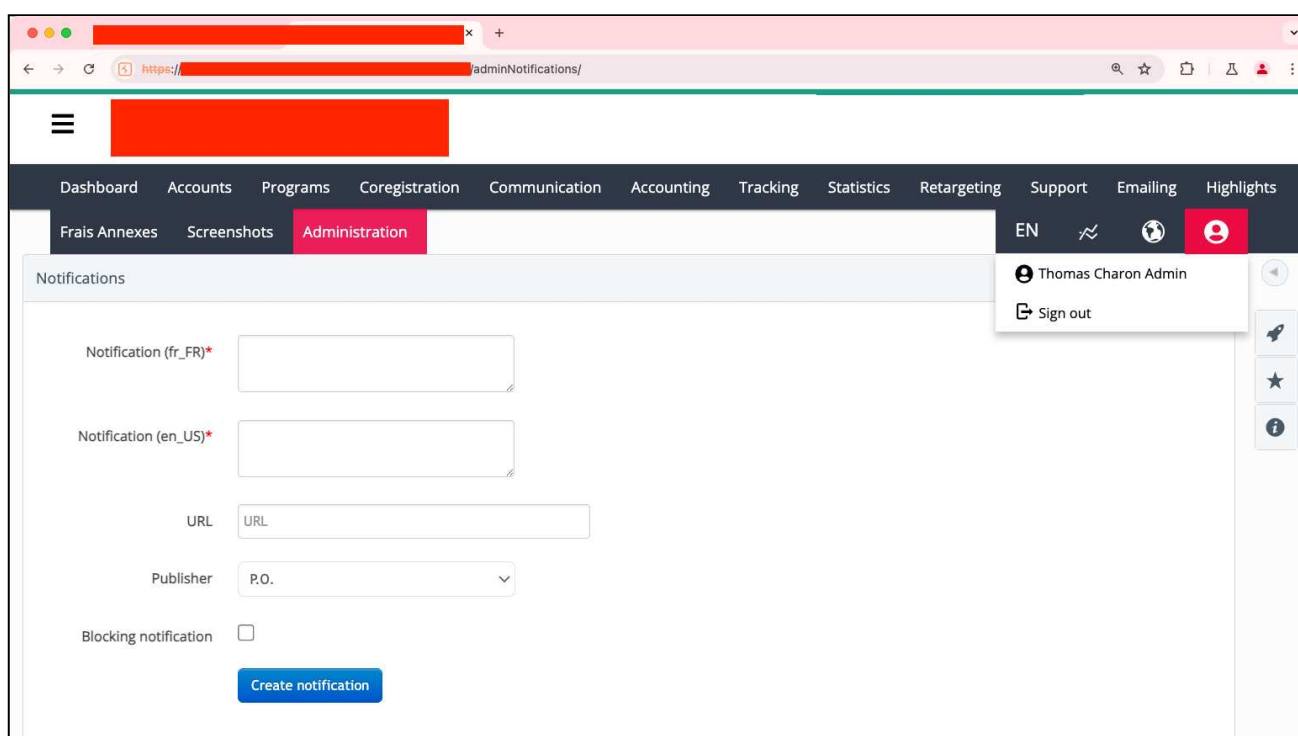 https://
/adminNotifications/
Dashboard Accounts Programs Coregistration Communication Accounting Tracking Statistics Retargeting Support Emailing Highlights
Frais Annexes Screenshots Administration EN
Notifications
Thomas Charon Admin
Sign out
Notification (fr_FR)*
Notification (en_US)*
URL URL
Publisher P.O.
Blocking notification
Create notification